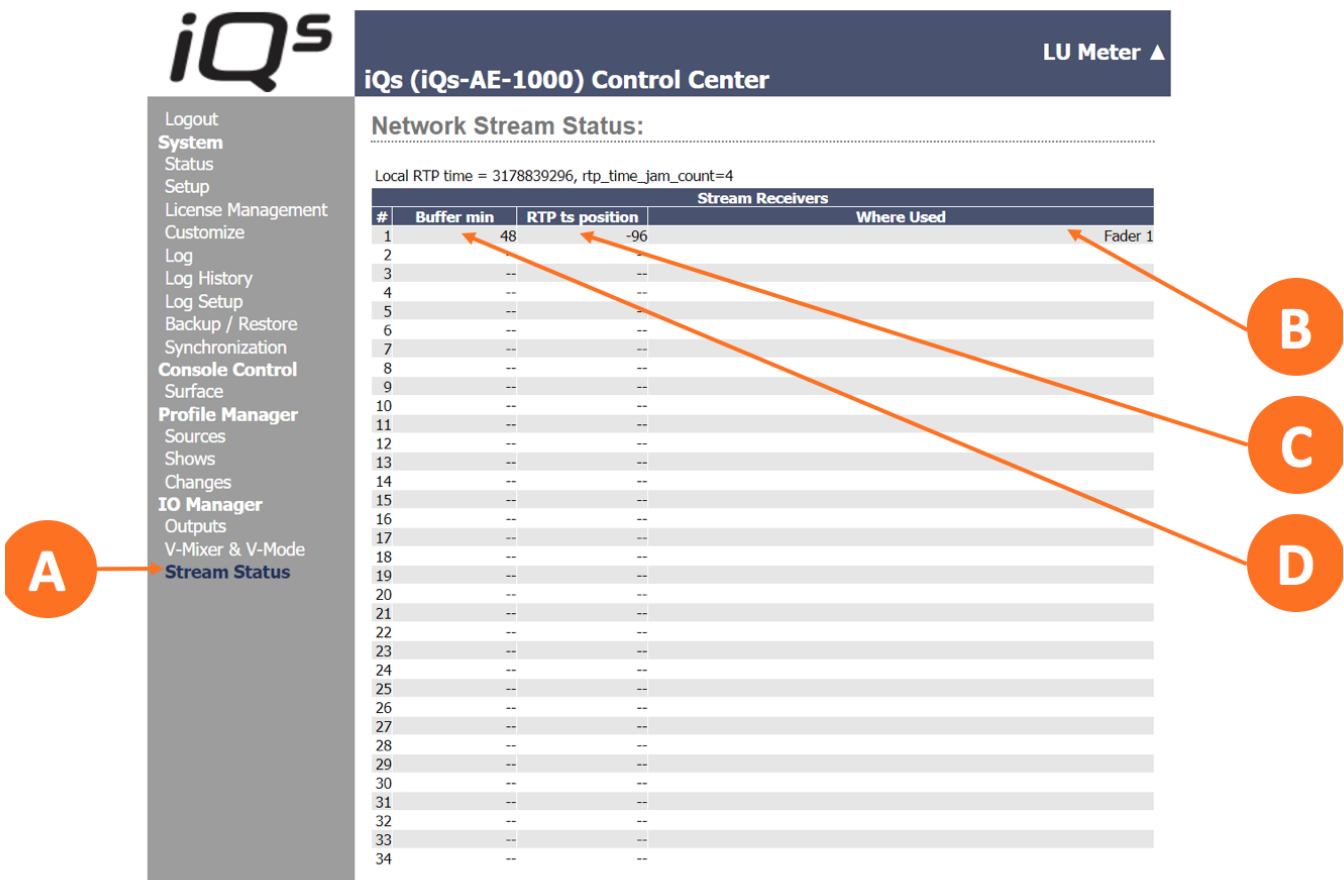 iQs
LU Meter ▲
iQs (iQs-AE-1000) Control Center
Logout
System
Status
Setup
License Management
Customize
Log
Log History
Log Setup
Backup / Restore
Synchronization
Console Control
Surface
Profile Manager
Sources
Shows
Changes
IO Manager
Outputs
V-Mixer & V-Mode
Stream Status
Network Stream Status:
Local RTP time = 3178839296, rtp_time_jam_count=4
Stream Receivers
# Buffer min RTP ts position Where Used
1 48 -96 Fader 1
2 -- --
3 -- --
4 -- --
5 -- --
6 -- --
7 -- --
8 -- --
9 -- --
10 -- --
11 -- --
12 -- --
13 -- --
14 -- --
15 -- --
16 -- --
17 -- --
18 -- --
19 -- --
20 -- --
21 -- --
22 -- --
23 -- --
24 -- --
25 -- --
26 -- --
27 -- --
28 -- --
29 -- --
30 -- --
31 -- --
32 -- --
33 -- --
34 -- --
A
B
C
D